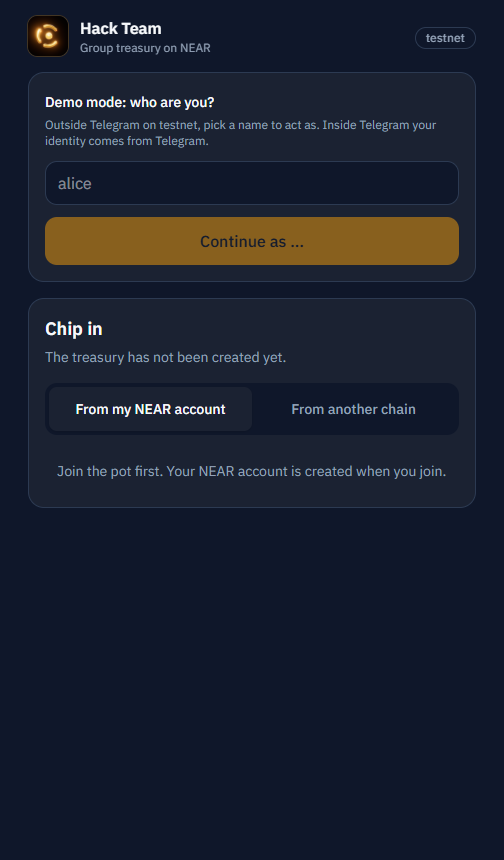 Hack Team
Group treasury on NEAR
testnet
Demo mode: who are you?
Outside Telegram on testnet, pick a name to act as. Inside Telegram your
identity comes from Telegram.
alice
Continue as ...
Chip in
The treasury has not been created yet.
From my NEAR account
From another chain
Join the pot first. Your NEAR account is created when you join.